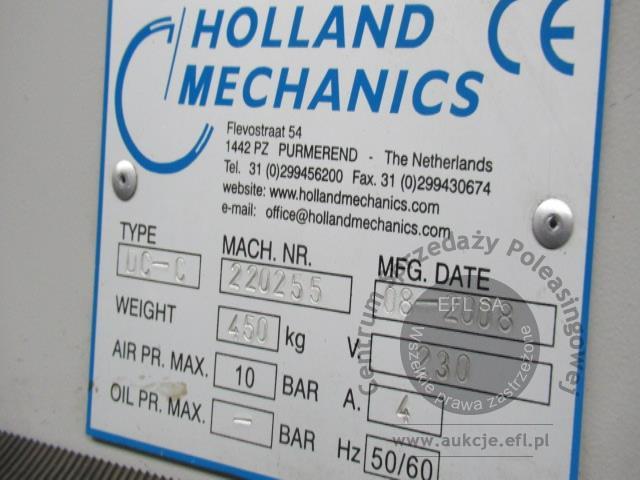 HOLLAND
MECHANICS
CE
Flevostraat 54
1442 PZ PURMEREND - The Netherlands
Tel. 31 (0)299456200 Fax. 31 (0)299430674
website: www.hollandmechanics.com
e-mail: office@hollandmechanics.com
TYPE UC-C
MACH. NR. 220255
MFG. DATE 08-2008
WEIGHT 450 kg
V. 230
AIR PR. MAX. 10 BAR
A. 4
OIL PR. MAX. - BAR
Hz 50/60
centrum sprzedaży Poleasingowej
EFL SA
Wszelkie prawa zastrzeżone
www.aukcje.efl.pl